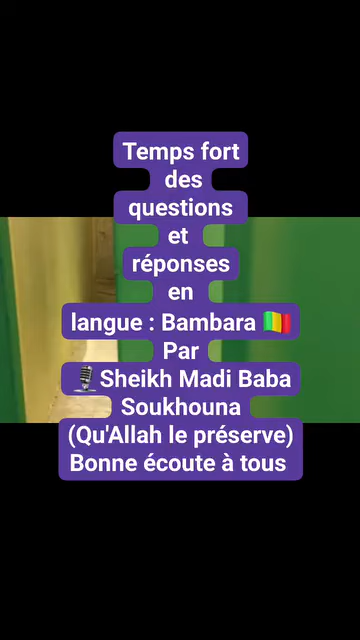 Temps fort
des
questions
et
réponses
en
langue : Bambara 🇲🇱
Par
🎙️Sheikh Madi Baba
Soukhouna
(Qu'Allah le préserve)
Bonne écoute à tous